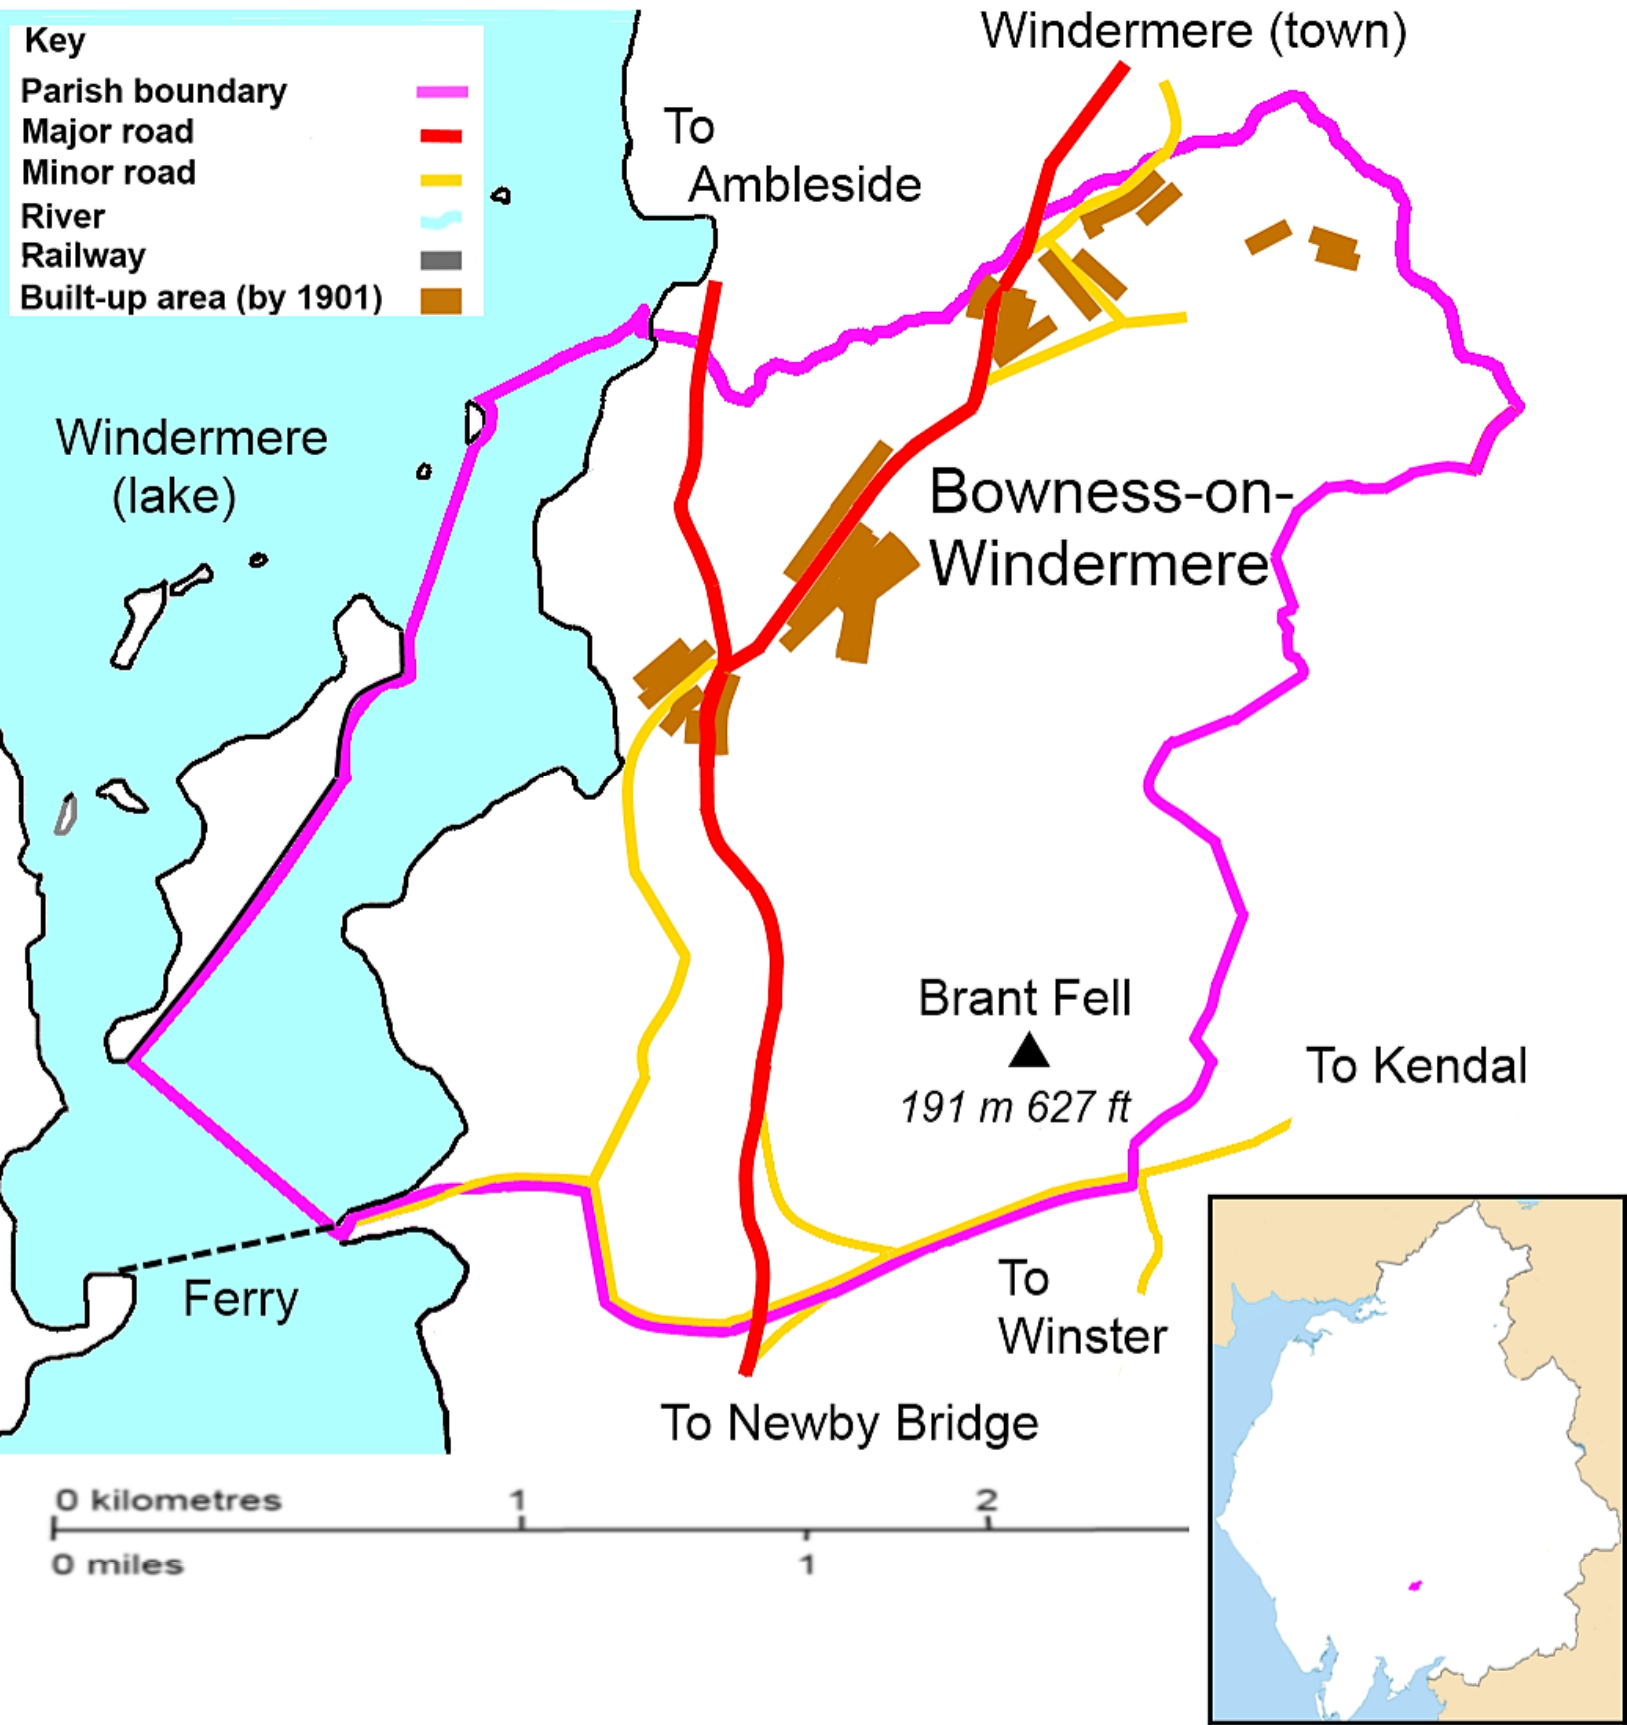 Key
Parish boundary
Major road
Minor road
River
Railway
Built-up area (by 1901)
Windermere (town)
To
Ambleside
Windermere
(lake)
Bowness-on-
Windermere
Brant Fell
191 m 627 ft
To Kendal
Ferry
To
Winster
To Newby Bridge
0 kilometres 1 2
0 miles 1